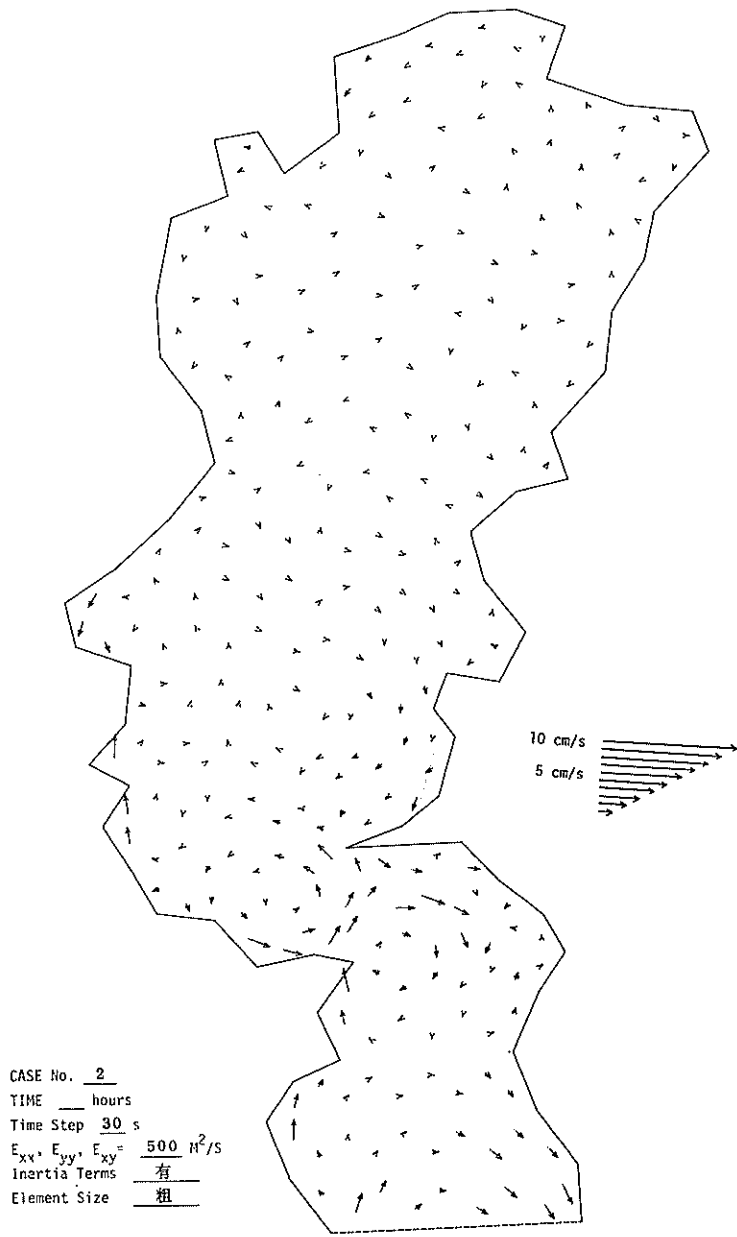 10 cm/s
5 cm/s
CASE No. 2
TIME __ hours
Time Step 30 s
Exx, Eyy, Exy= 500 M²/S
Inertia Terms 有
Element Size 粗